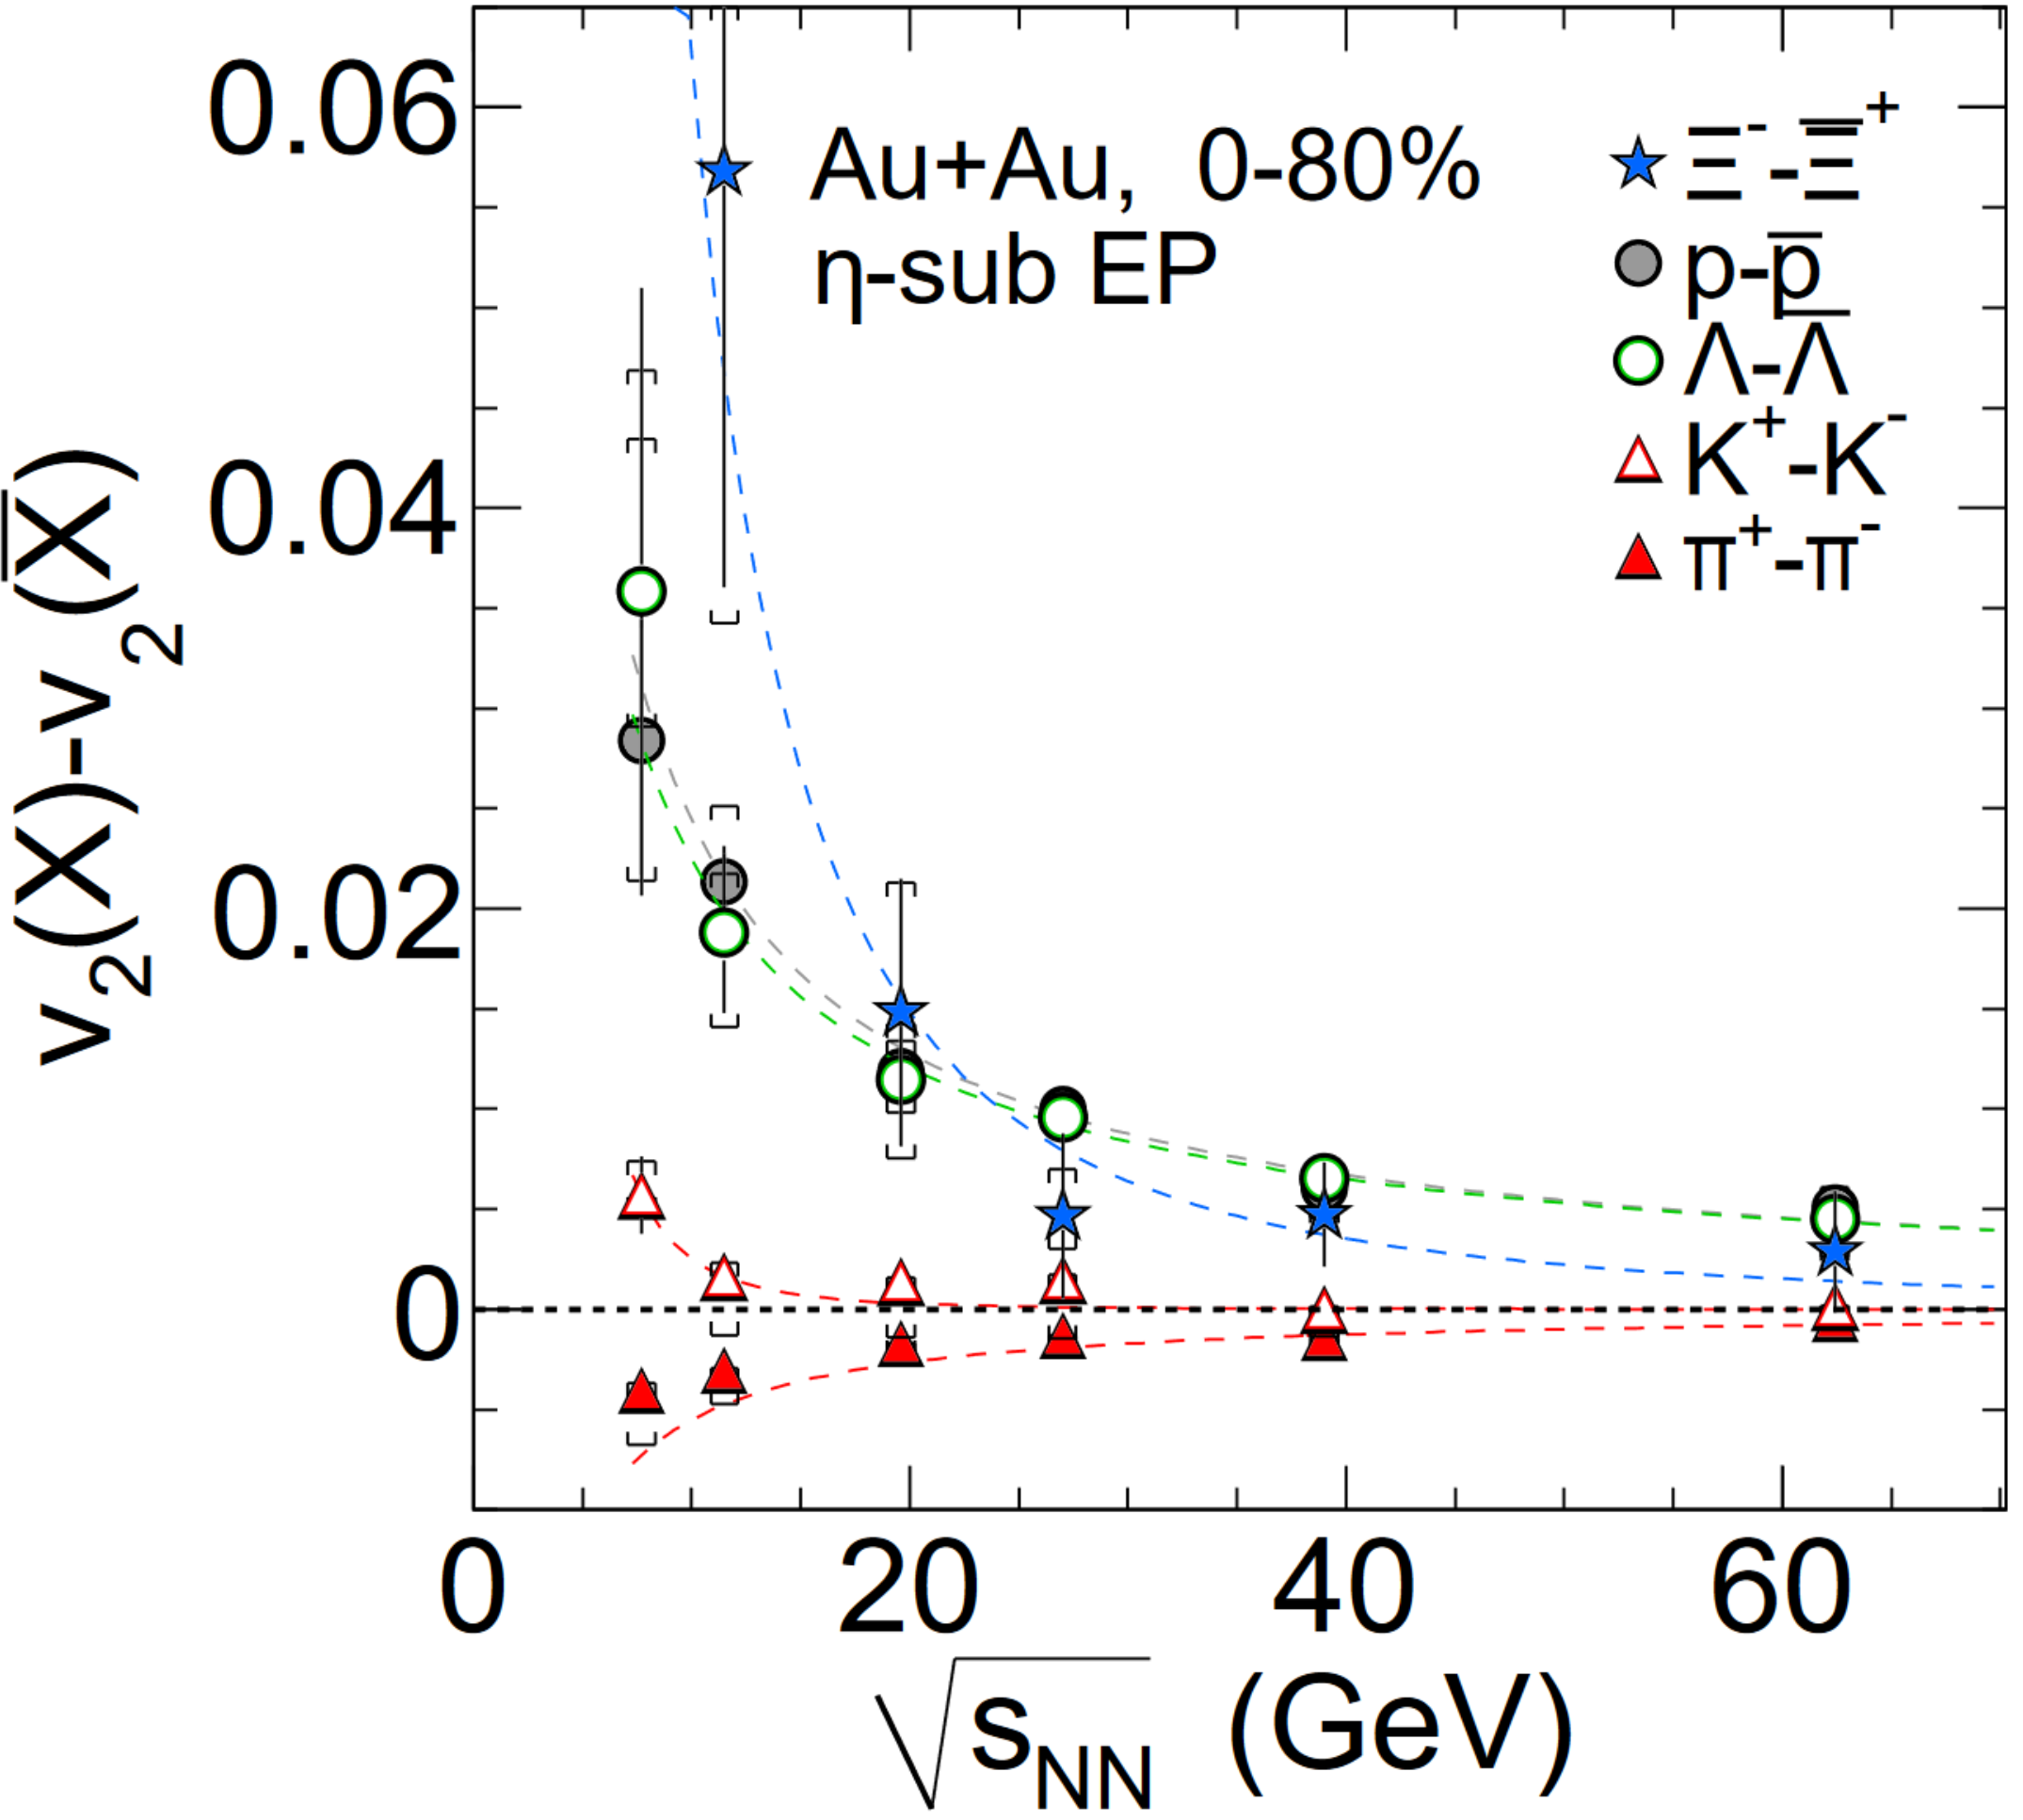 0.06
0.04
0.02
0
v₂(X)-v₂(X̅)
Au+Au, 0-80%
η-sub EP
Ξ⁻-Ξ̅⁺
p-p̅
Λ-Λ̅
K⁺-K⁻
π⁺-π⁻
0 20 40 60
√s_NN (GeV)